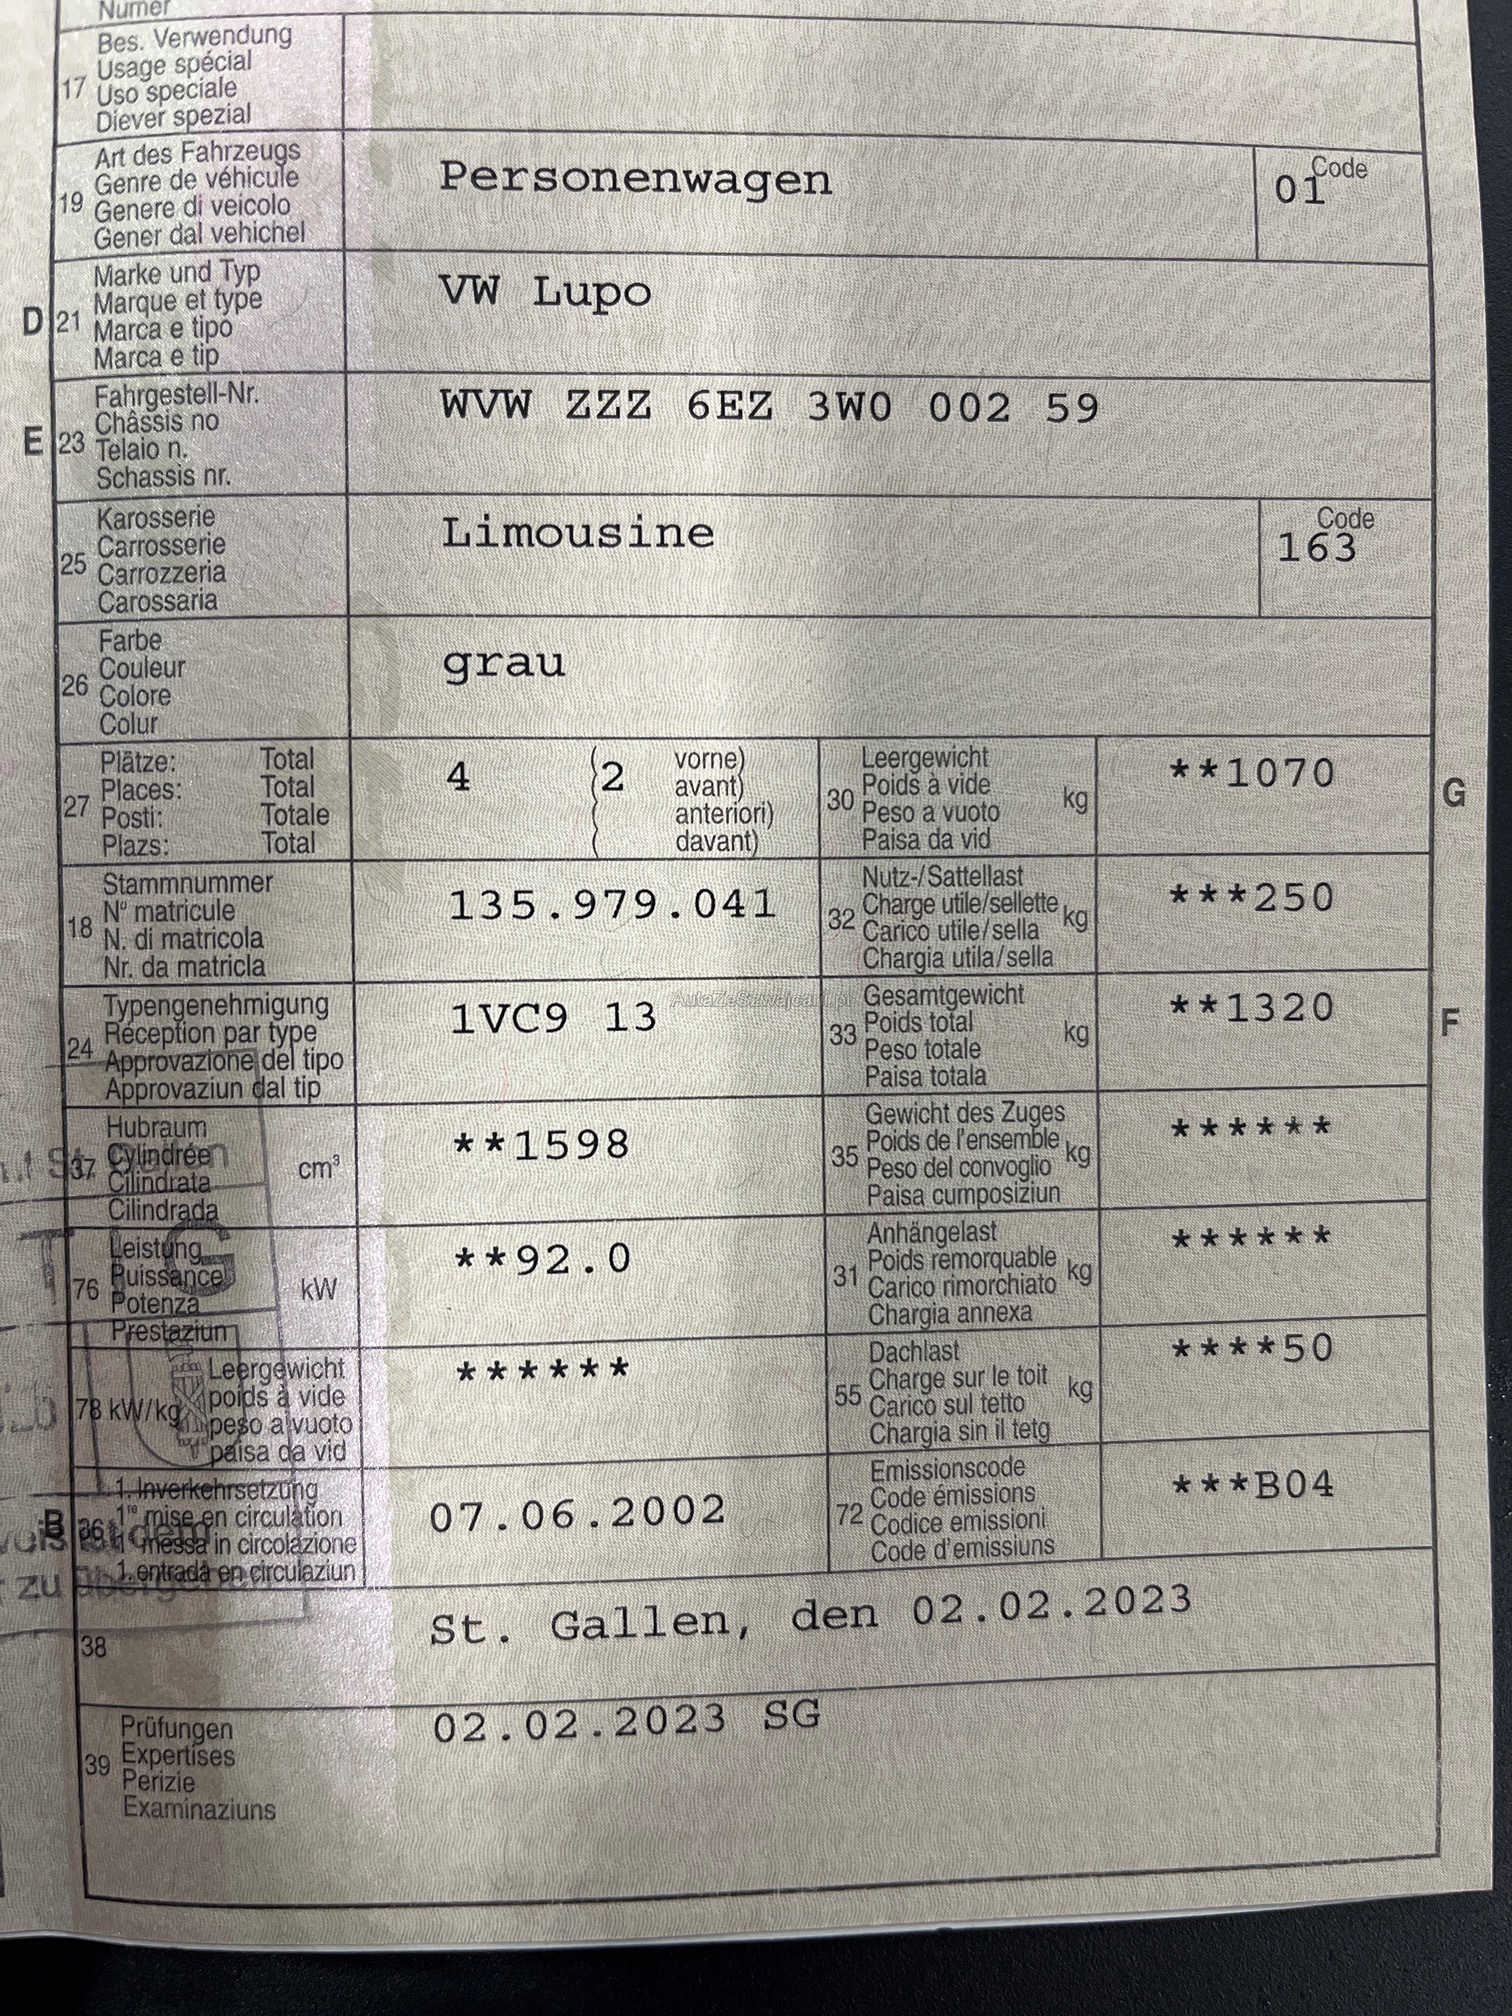 Numer
17 Bes. Verwendung
Usage spécial
Uso speciale
Diever spezial
19 Art des Fahrzeugs
Genre de véhicule
Genere di veicolo
Gener dal vehichel
Personenwagen
Code
01
D 21 Marke und Typ
Marque et type
Marca e tipo
Marca e tip
VW Lupo
E 23 Fahrgestell-Nr.
Châssis no
Telaio n.
Schassis nr.
WVW ZZZ 6EZ 3W0 002 59
25 Karosserie
Carrosserie
Carrozzeria
Carossaria
Limousine
Code
163
26 Farbe
Couleur
Colore
Colur
grau
27 Plätze: Total
Places: Total
Posti: Totale
Plazs: Total
4 (2 vorne)
avant)
anteriori)
davant)
30 Leergewicht
Poids à vide kg
Peso a vuoto
Paisa da vid
**1070
G
18 Stammnummer
Nº matricule
N. di matricola
Nr. da matricla
135.979.041
32 Nutz-/Sattellast
Charge utile/sellette kg
Carico utile/sella
Chargia utila/sella
***250
24 Typengenehmigung
Réception par type
Approvazione del tipo
Approvaziun dal tip
1VC9 13
AutaZeSzwajcarii.pl
33 Gesamtgewicht
Poids total kg
Peso totale
Paisa totala
**1320
F
37 Hubraum
Cylindrée cm³
Cilindrata
Cilindrada
**1598
35 Gewicht des Zuges
Poids de l'ensemble kg
Peso del convoglio
Paisa cumposiziun
******
76 Leistung
Puissance kW
Potenza
Prestaziun
**92.0
31 Anhängelast
Poids remorquable kg
Carico rimorchiato
Chargia annexa
******
78 kW/kg Leergewicht
poids à vide
peso a vuoto
paisa da vid
******
55 Dachlast
Charge sur le toit kg
Carico sul tetto
Chargia sin il tetg
****50
B 36 1. Inverkehrsetzung
1re mise en circulation
1a messa in circolazione
1. entrada en circulaziun
07.06.2002
72 Emissionscode
Code émissions
Codice emissioni
Code d'emissiuns
***B04
zu übergeben
38
St. Gallen, den 02.02.2023
39 Prüfungen
Expertises
Perizie
Examinaziuns
02.02.2023 SG